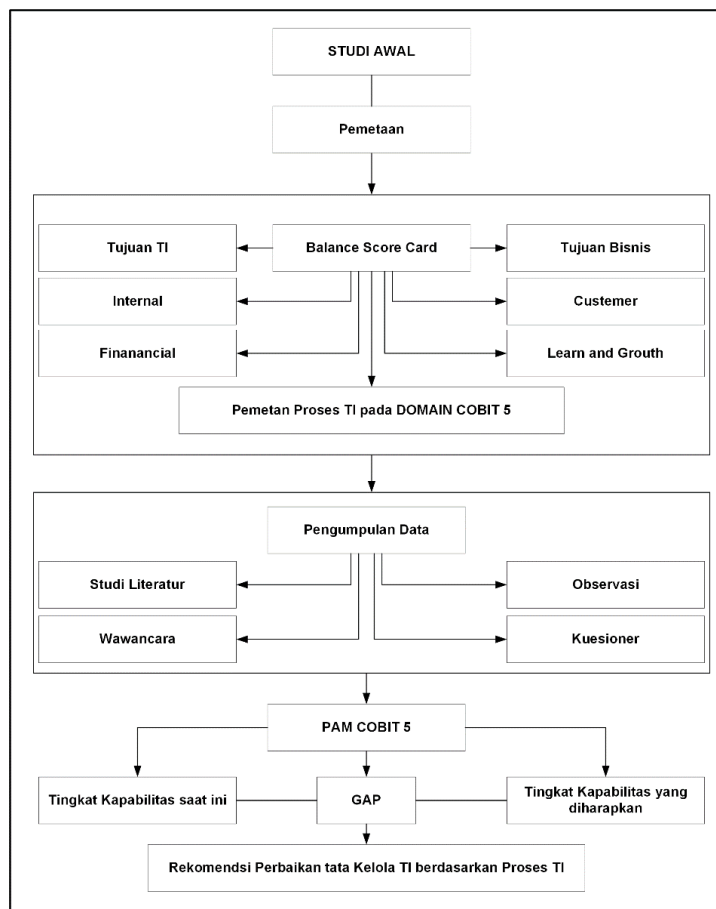 STUDI AWAL
Pemetaan
Tujuan TI
Balance Score Card
Tujuan Bisnis
Internal
Custemer
Finanancial
Learn and Grouth
Pemetan Proses TI pada DOMAIN COBIT 5
Pengumpulan Data
Studi Literatur
Observasi
Wawancara
Kuesioner
PAM COBIT 5
Tingkat Kapabilitas saat ini
GAP
Tingkat Kapabilitas yang
diharapkan
Rekomendsi Perbaikan tata Kelola TI berdasarkan Proses TI